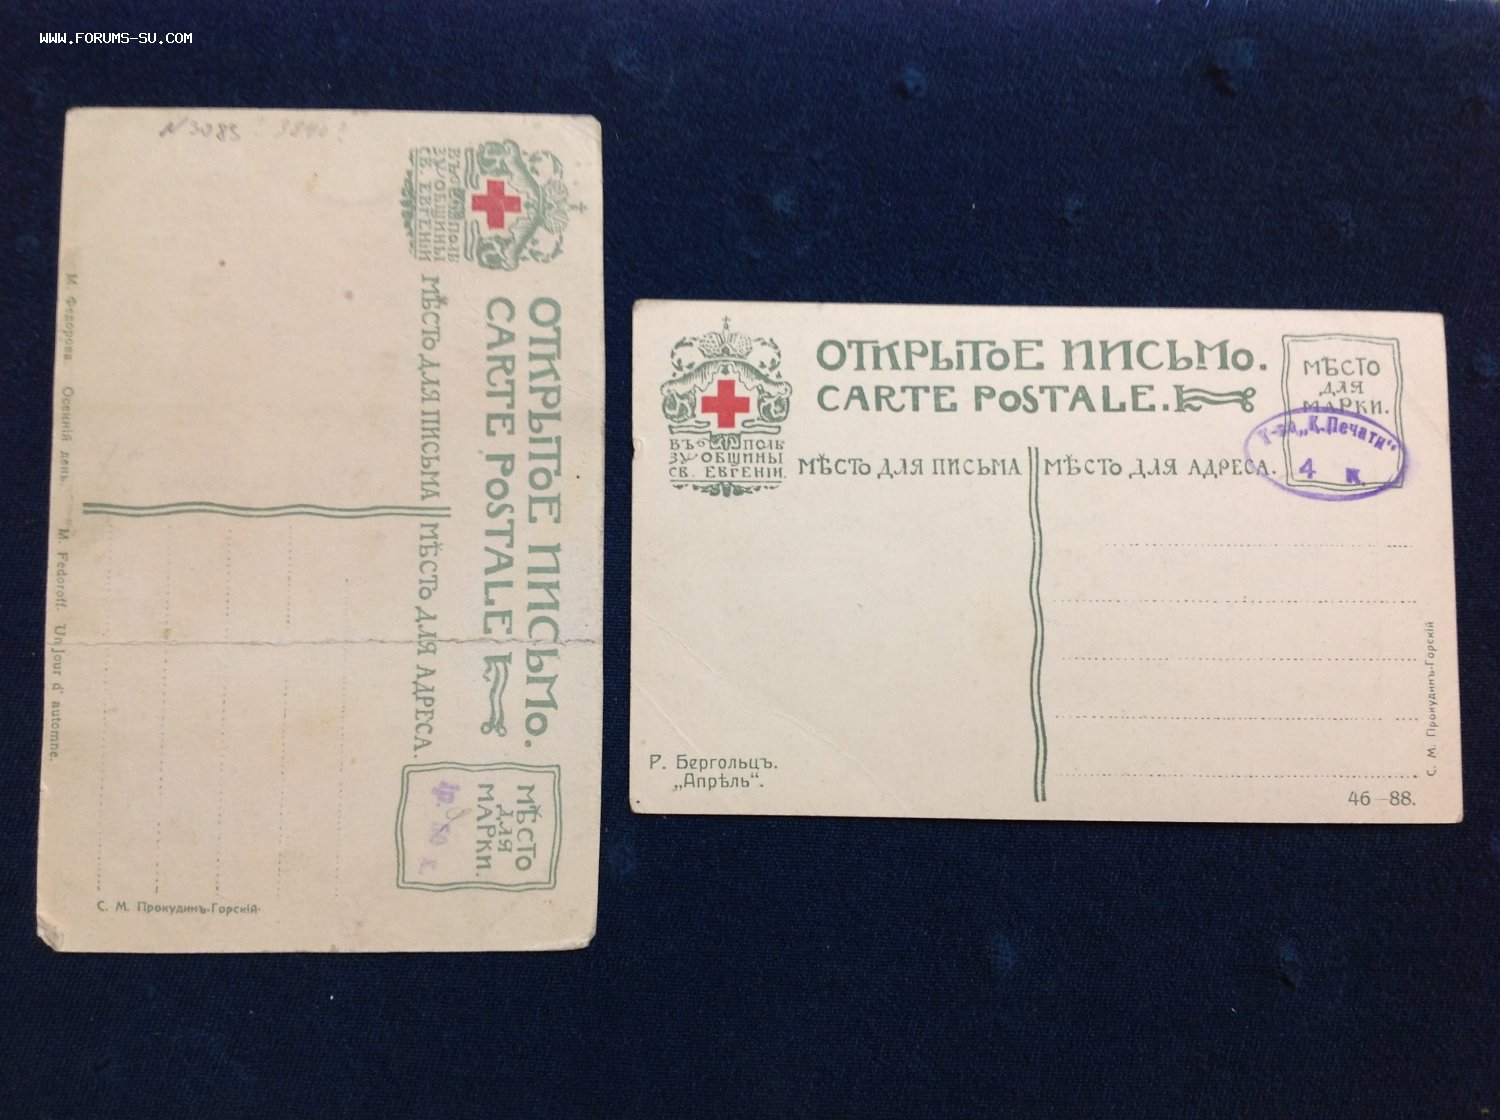 WWW.FORUMS-SU.COM
N 3083
ОТКРЫТОЕ ПИСЬМО.
CARTE POSTALE.
ВЪ ПОЛЬ
ЗУ ОБЩИНЫ
СВ. ЕВГЕНІИ
МѢСТО ДЛЯ ПИСЬМА
МѢСТО ДЛЯ АДРЕСА.
МѢСТО
ДЛЯ
МАРКИ.
С. М. Прокудинъ-Горскій
М. Федорова. Осенній день. M. Fedoroff. Un jour d' automne.
ОТКРЫТОЕ ПИСЬМО.
CARTE POSTALE.
МѢСТО
ДЛЯ
МАРКИ.
„К.Печати“
4 к.
ВЪ ПОЛЬ
ЗУ ОБЩИНЫ
СВ. ЕВГЕНІИ
МѢСТО ДЛЯ ПИСЬМА
МѢСТО ДЛЯ АДРЕСА.
С. М. Прокудинъ-Горскій
Р. Бергольцъ.
„Апрѣль“.
46-88.